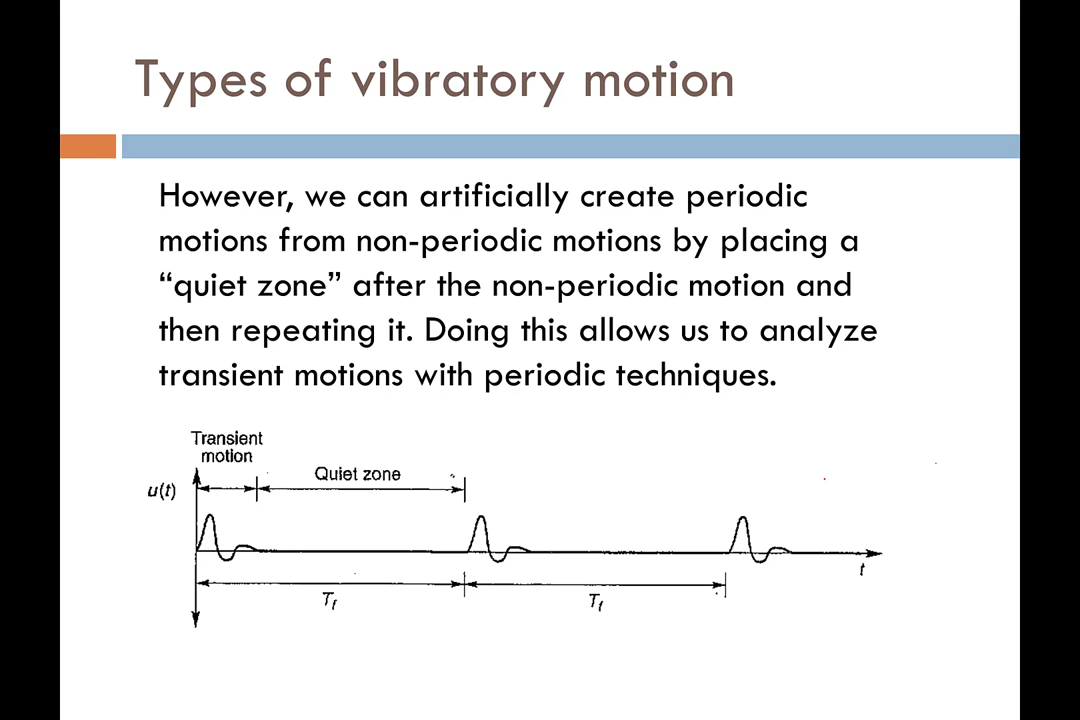 Types of vibratory motion
However, we can artificially create periodic
motions from non-periodic motions by placing a
“quiet zone” after the non-periodic motion and
then repeating it. Doing this allows us to analyze
transient motions with periodic techniques.
Transient
motion
Quiet zone
u(t)
t
Tf
Tf